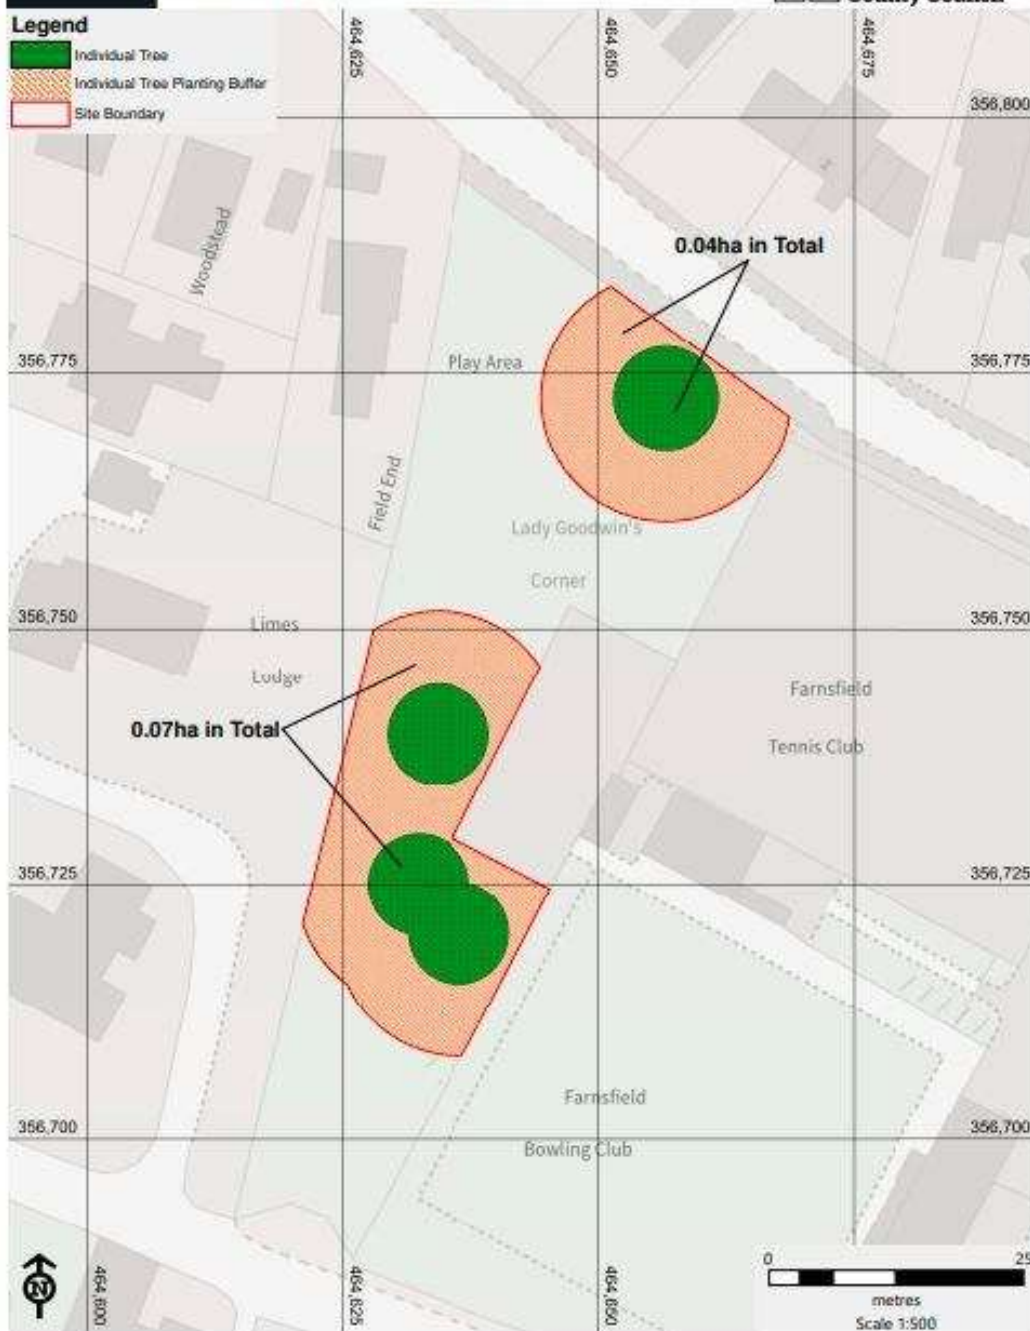 County Council
Legend
Individual Tree
Individual Tree Planting Buffer
Site Boundary
464,625
464,650
464,675
356,800
Woodstead
0.04ha in Total
356,775
Play Area
356,775
Field End
Lady Goodwin's
Corner
356,750
Limes
356,750
Lodge
Farnsfield
0.07ha in Total
Tennis Club
356,725
356,725
Farnsfield
356,700
356,700
Bowling Club
N
464,600
464,625
464,650
0
25
metres
Scale 1:500